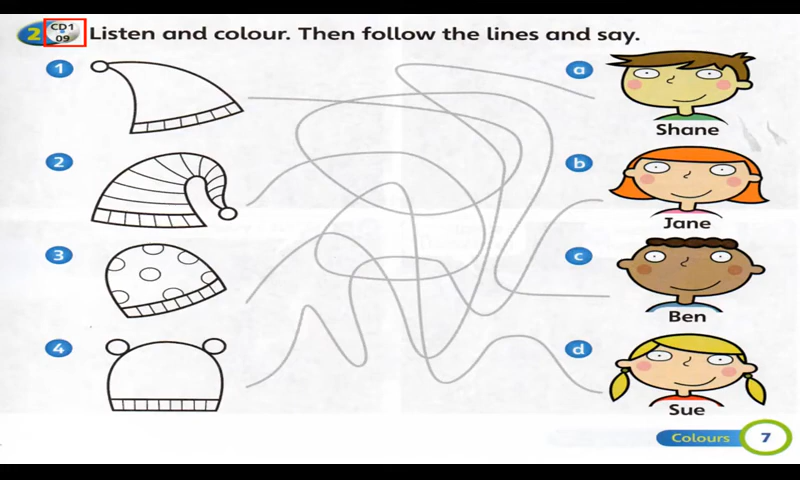 2 CD1 09 Listen and colour. Then follow the lines and say.
1
a
Shane
2
b
Jane
3
c
Ben
4
d
Sue
Colours 7